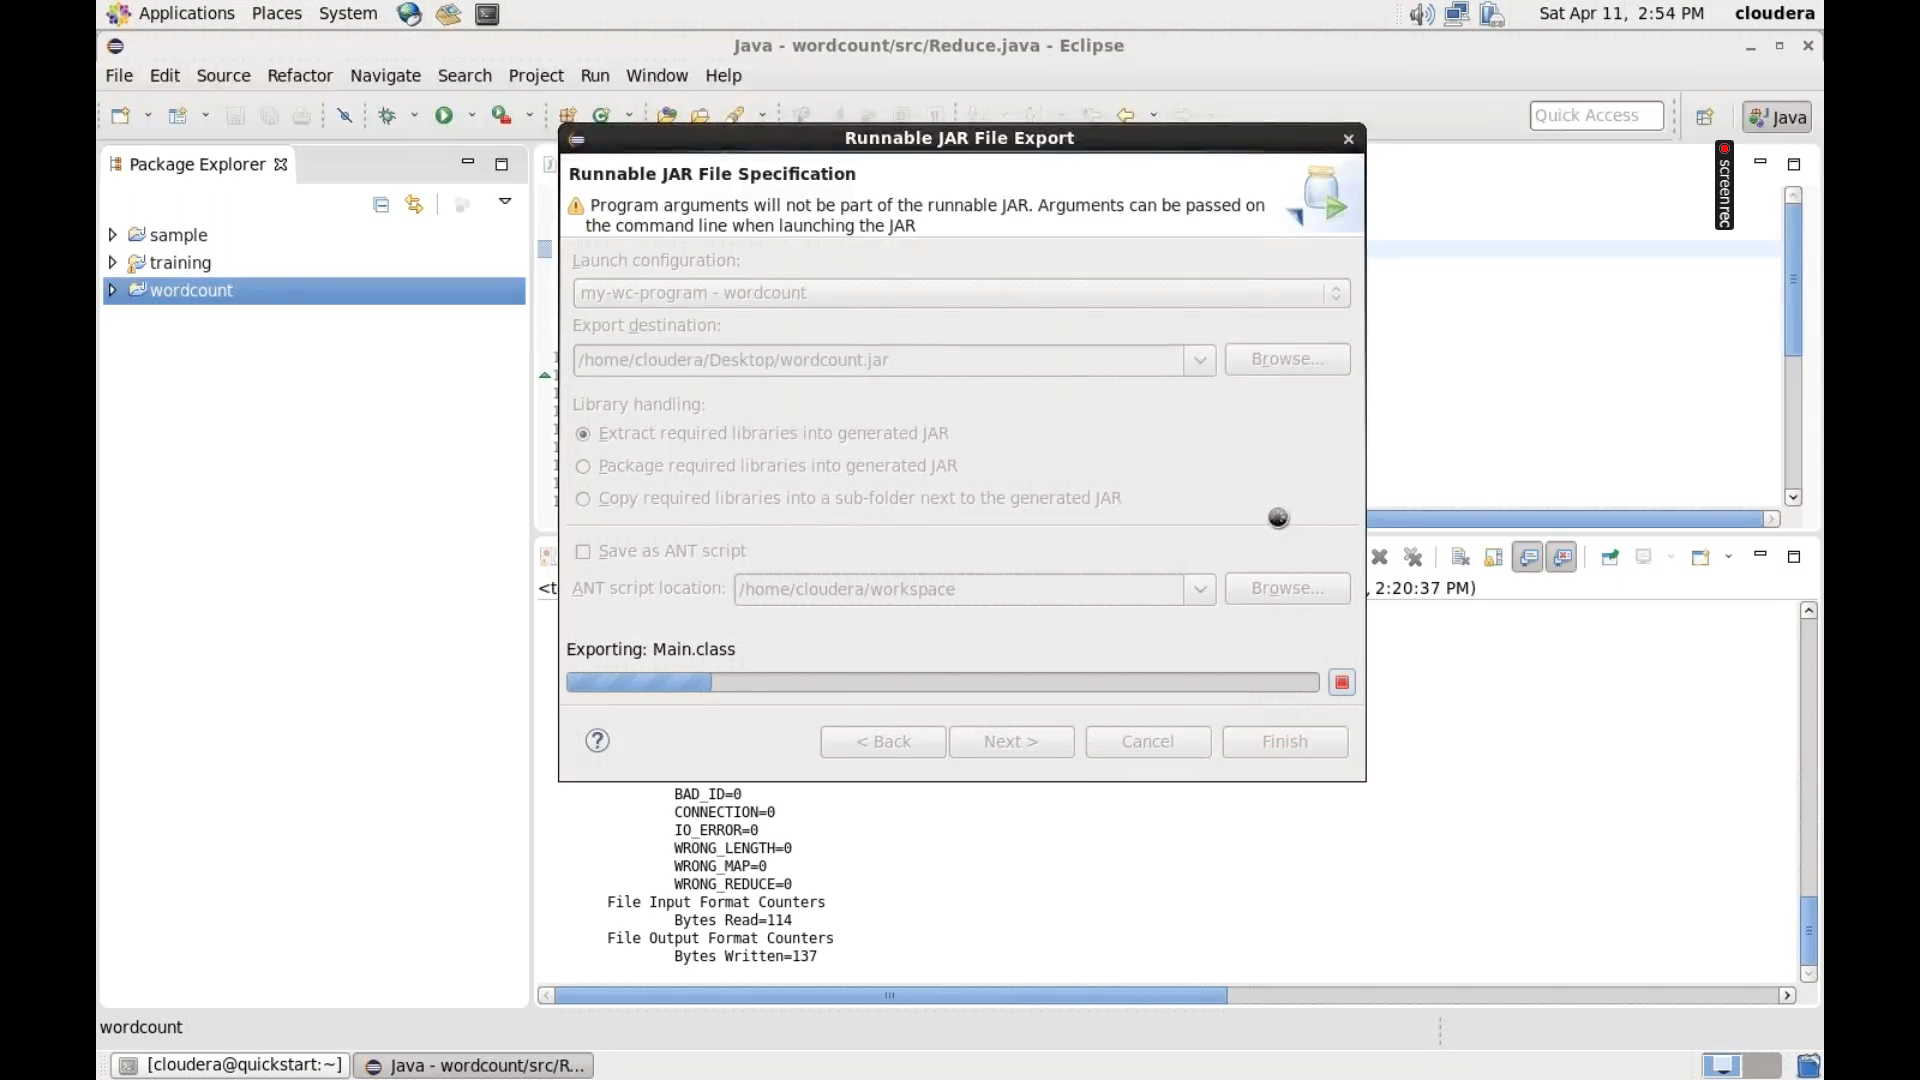 Applications Places System Sat Apr 11, 2:54 PM cloudera
Java - wordcount/src/Reduce.java - Eclipse
File Edit Source Refactor Navigate Search Project Run Window Help
Quick Access Java
Runnable JAR File Export
Package Explorer
Runnable JAR File Specification
screenrec
Program arguments will not be part of the runnable JAR. Arguments can be passed on
the command line when launching the JAR
sample
training
wordcount
Launch configuration:
my-wc-program - wordcount
Export destination:
/home/cloudera/Desktop/wordcount.jar Browse...
Library handling:
Extract required libraries into generated JAR
Package required libraries into generated JAR
Copy required libraries into a sub-folder next to the generated JAR
Save as ANT script
ANT script location: /home/cloudera/workspace Browse...
<t , 2:20:37 PM)
Exporting: Main.class
< Back Next > Cancel Finish
BAD_ID=0
CONNECTION=0
IO_ERROR=0
WRONG_LENGTH=0
WRONG_MAP=0
WRONG_REDUCE=0
File Input Format Counters
Bytes Read=114
File Output Format Counters
Bytes Written=137
wordcount
[cloudera@quickstart:~] Java - wordcount/src/R...